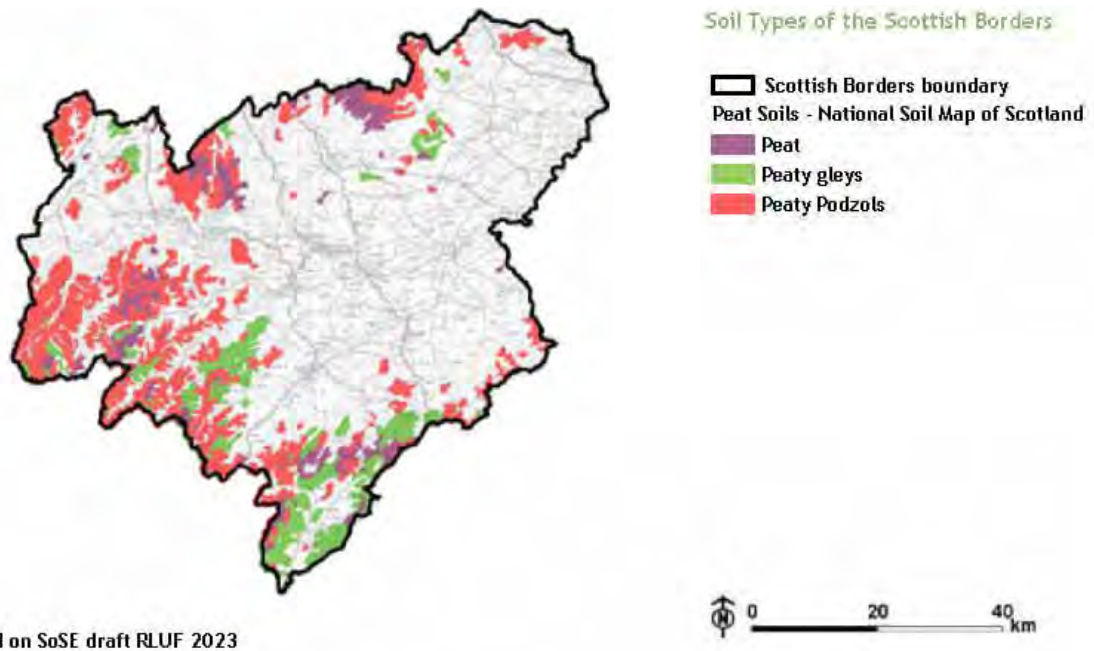 Soil Types of the Scottish Borders
Scottish Borders boundary
Peat Soils - National Soil Map of Scotland
Peat
Peaty gleys
Peaty Podzols
N 0 20 40 km
on SoSE draft RLUF 2023